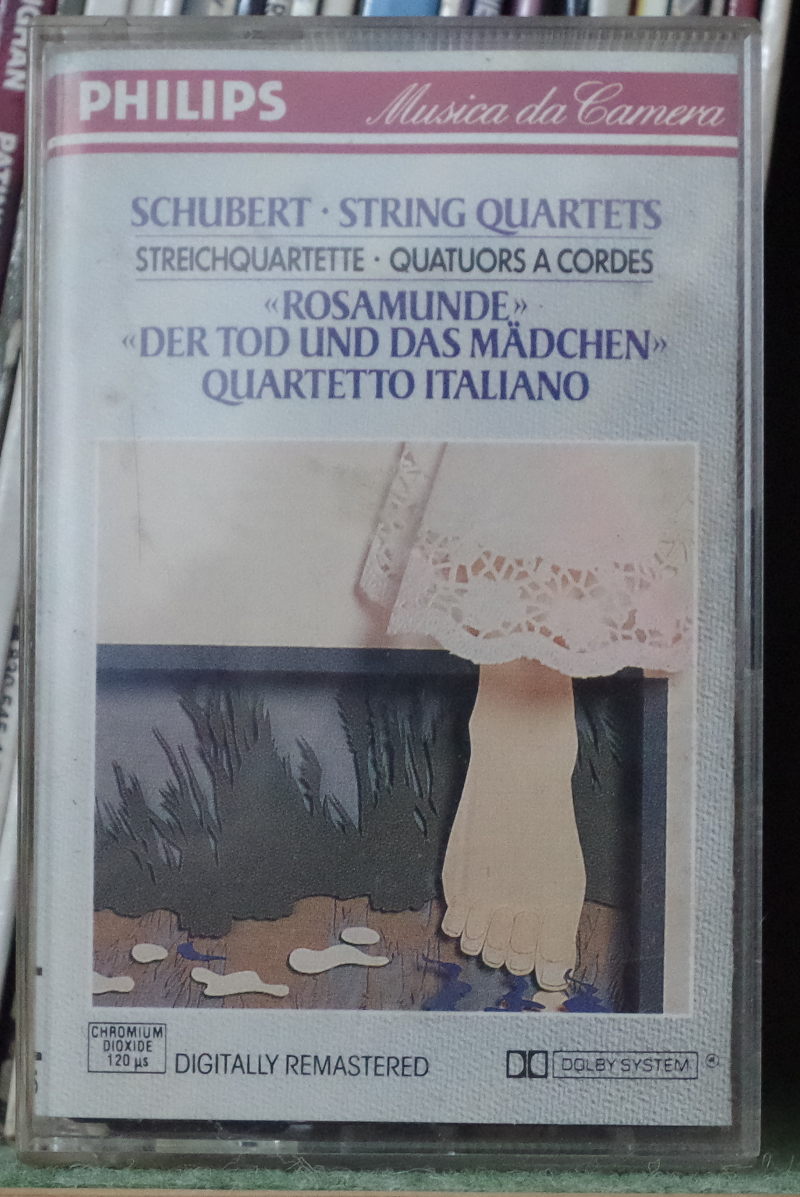 PHILIPS
Musica da Camera
SCHUBERT · STRING QUARTETS
STREICHQUARTETTE · QUATUORS A CORDES
«ROSAMUNDE»
«DER TOD UND DAS MÄDCHEN»
QUARTETTO ITALIANO
CHROMIUM
DIOXIDE
120 µs
DIGITALLY REMASTERED
DOLBY SYSTEM ®